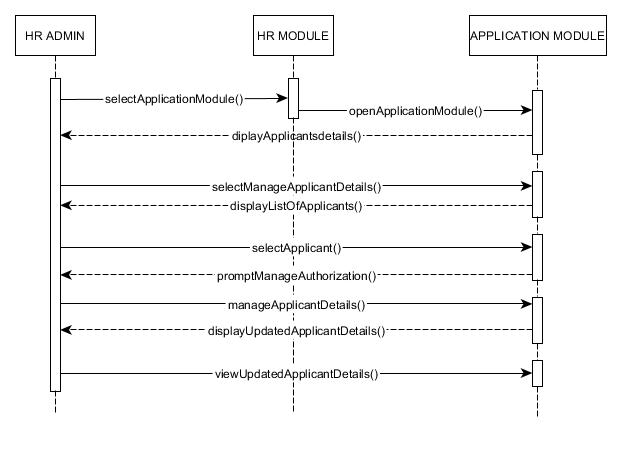 HR ADMIN
HR MODULE
APPLICATION MODULE
selectApplicationModule()
openApplicationModule()
diplayApplicantsdetails()
selectManageApplicantDetails()
displayListOfApplicants()
selectApplicant()
promptManageAuthorization()
manageApplicantDetails()
displayUpdatedApplicantDetails()
viewUpdatedApplicantDetails()